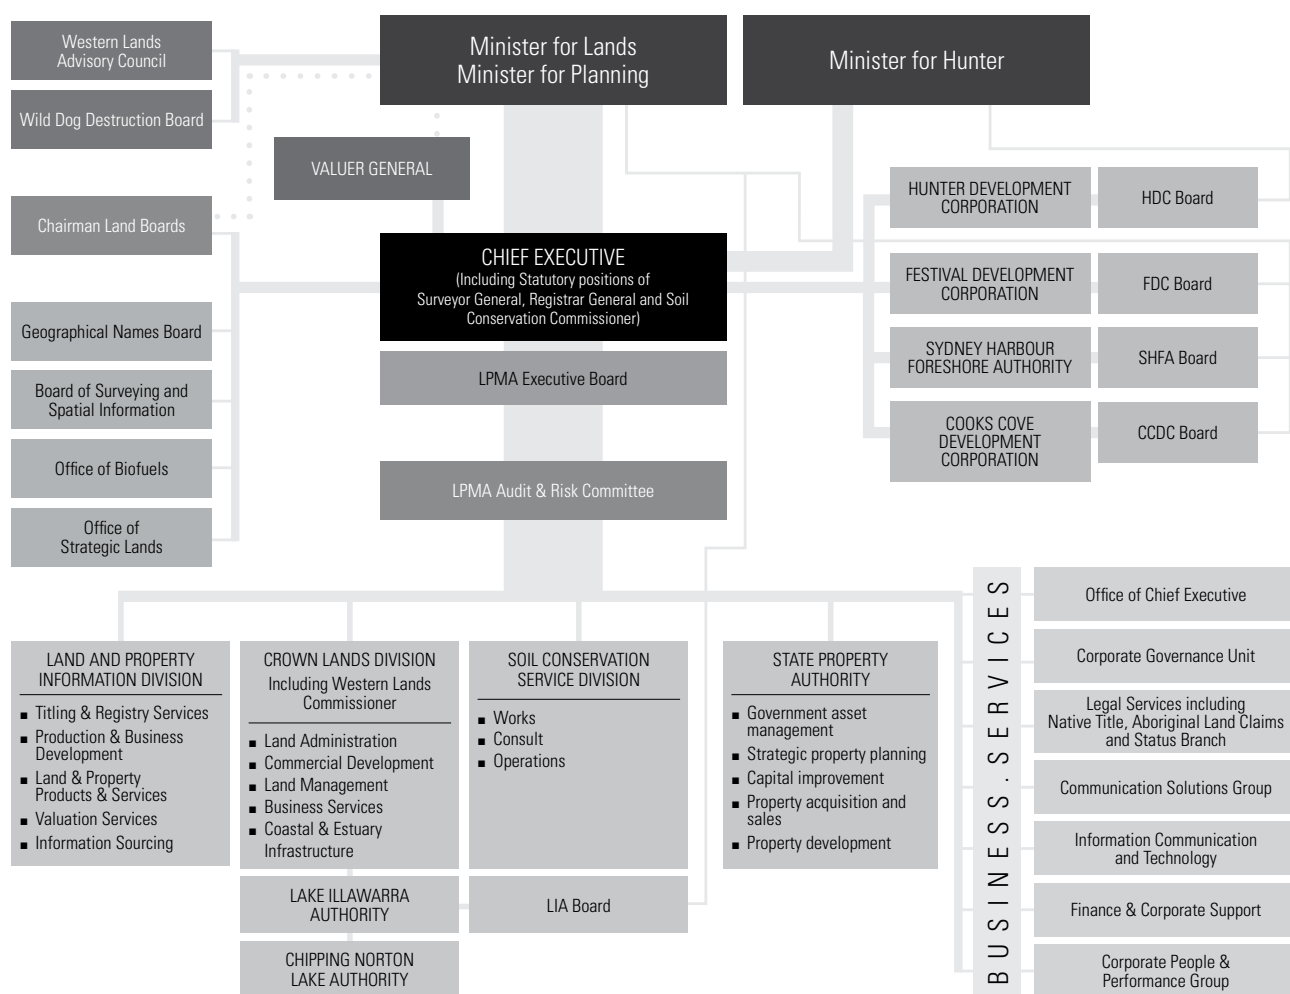 Western Lands
Advisory Council
Wild Dog Destruction Board
Chairman Land Boards
Geographical Names Board
Board of Surveying and
Spatial Information
Office of Biofuels
Office of
Strategic Lands
Minister for Lands
Minister for Planning
Minister for Hunter
VALUER GENERAL
CHIEF EXECUTIVE
(Including Statutory positions of
Surveyor General, Registrar General and Soil
Conservation Commissioner)
LPMA Executive Board
LPMA Audit & Risk Committee
HUNTER DEVELOPMENT
CORPORATION
HDC Board
FESTIVAL DEVELOPMENT
CORPORATION
FDC Board
SYDNEY HARBOUR
FORESHORE AUTHORITY
SHFA Board
COOKS COVE
DEVELOPMENT
CORPORATION
CCDC Board
LAND AND PROPERTY
INFORMATION DIVISION
■ Titling & Registry Services
■ Production & Business
Development
■ Land & Property
Products & Services
■ Valuation Services
■ Information Sourcing
CROWN LANDS DIVISION
Including Western Lands
Commissioner
■ Land Administration
■ Commercial Development
■ Land Management
■ Business Services
■ Coastal & Estuary
Infrastructure
LAKE ILLAWARRA
AUTHORITY
CHIPPING NORTON
LAKE AUTHORITY
SOIL CONSERVATION
SERVICE DIVISION
■ Works
■ Consult
■ Operations
LIA Board
STATE PROPERTY
AUTHORITY
■ Government asset
management
■ Strategic property planning
■ Capital improvement
■ Property acquisition and
sales
■ Property development
BUSINESS.SERVICES
Office of Chief Executive
Corporate Governance Unit
Legal Services including
Native Title, Aboriginal Land Claims
and Status Branch
Communication Solutions Group
Information Communication
and Technology
Finance & Corporate Support
Corporate People &
Performance Group